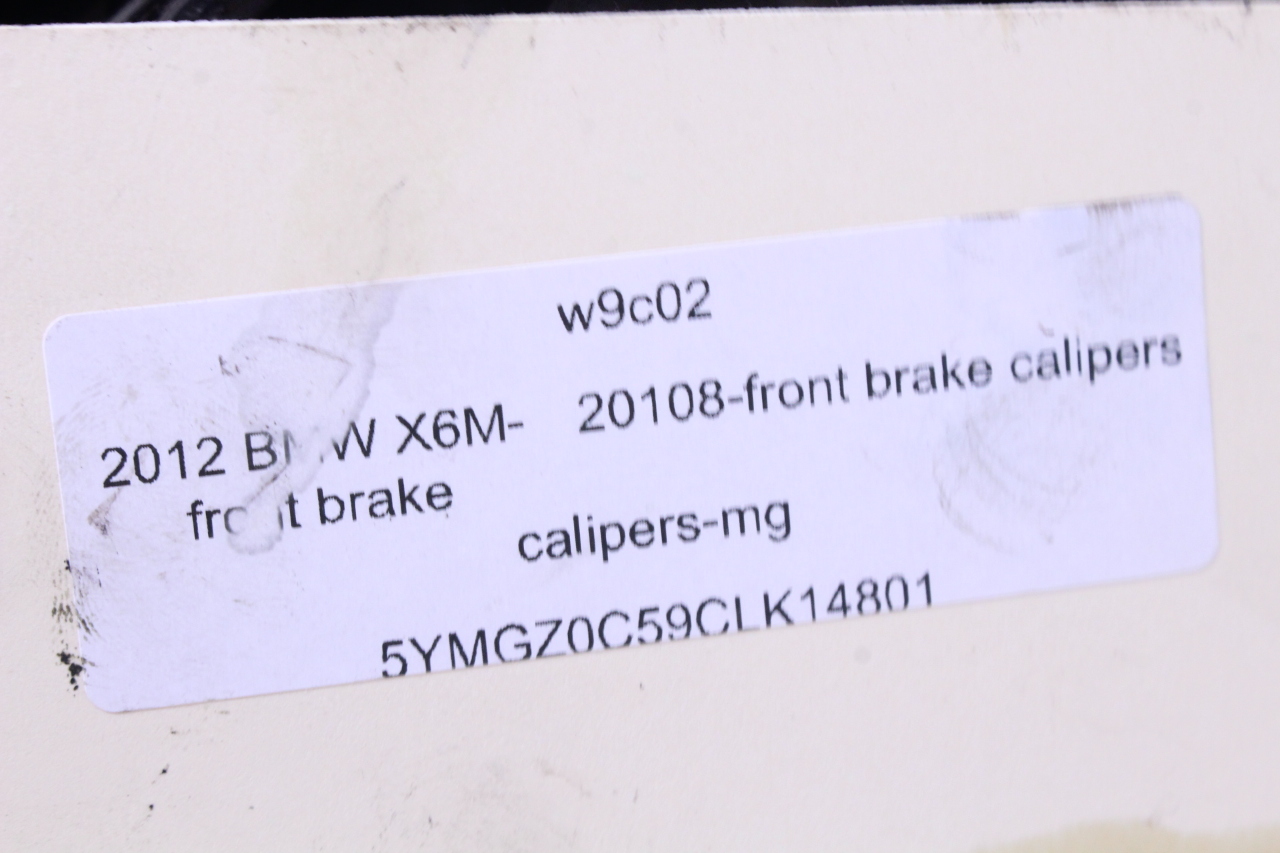 w9c02
2012 BMW X6M- 20108-front brake calipers
front brake
calipers-mg
5YMGZ0C59CLK14801